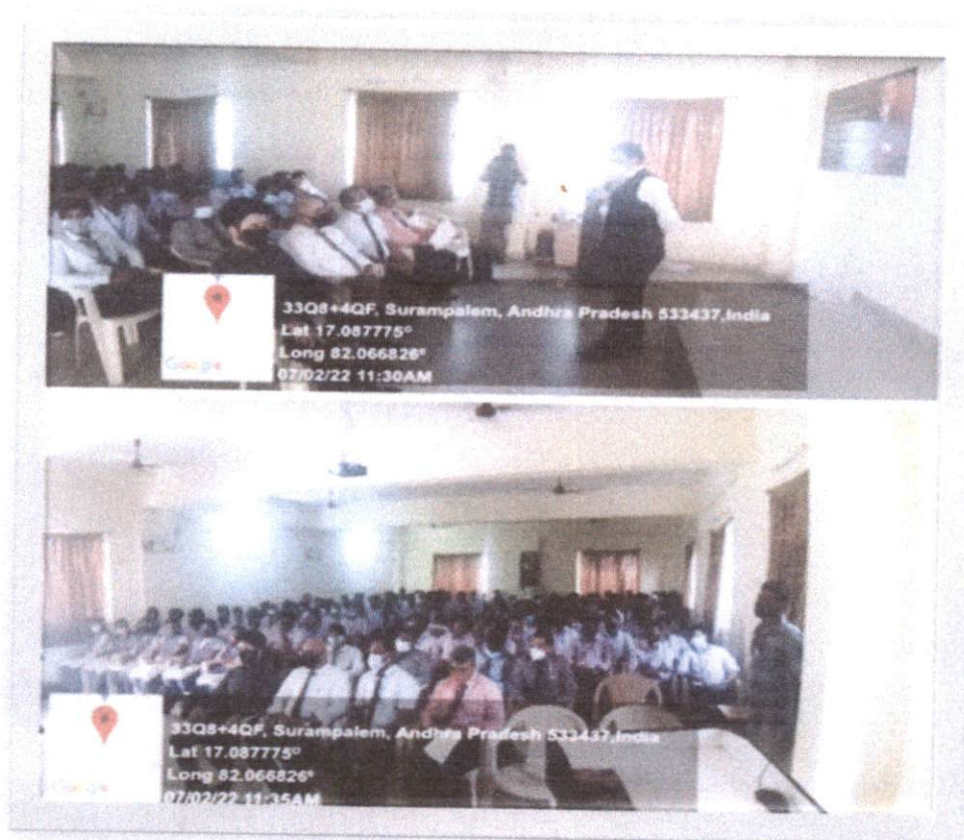 33Q8+4QF, Surampalem, Andhra Pradesh 533437,India
Lat 17.087775°
Long 82.066826°
07/02/22 11:30AM
Google
33Q8+4QF, Surampalem, Andhra Pradesh 533437,India
Lat 17.087775°
Long 82.066826°
07/02/22 11:35AM
Google